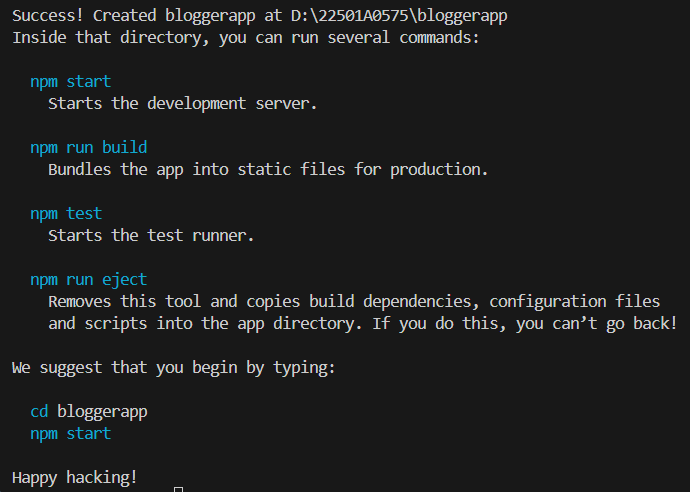 Success! Created bloggerapp at D:\22501A0575\bloggerapp
Inside that directory, you can run several commands:
npm start
Starts the development server.
npm run build
Bundles the app into static files for production.
npm test
Starts the test runner.
npm run eject
Removes this tool and copies build dependencies, configuration files
and scripts into the app directory. If you do this, you can’t go back!
We suggest that you begin by typing:
cd bloggerapp
npm start
Happy hacking!